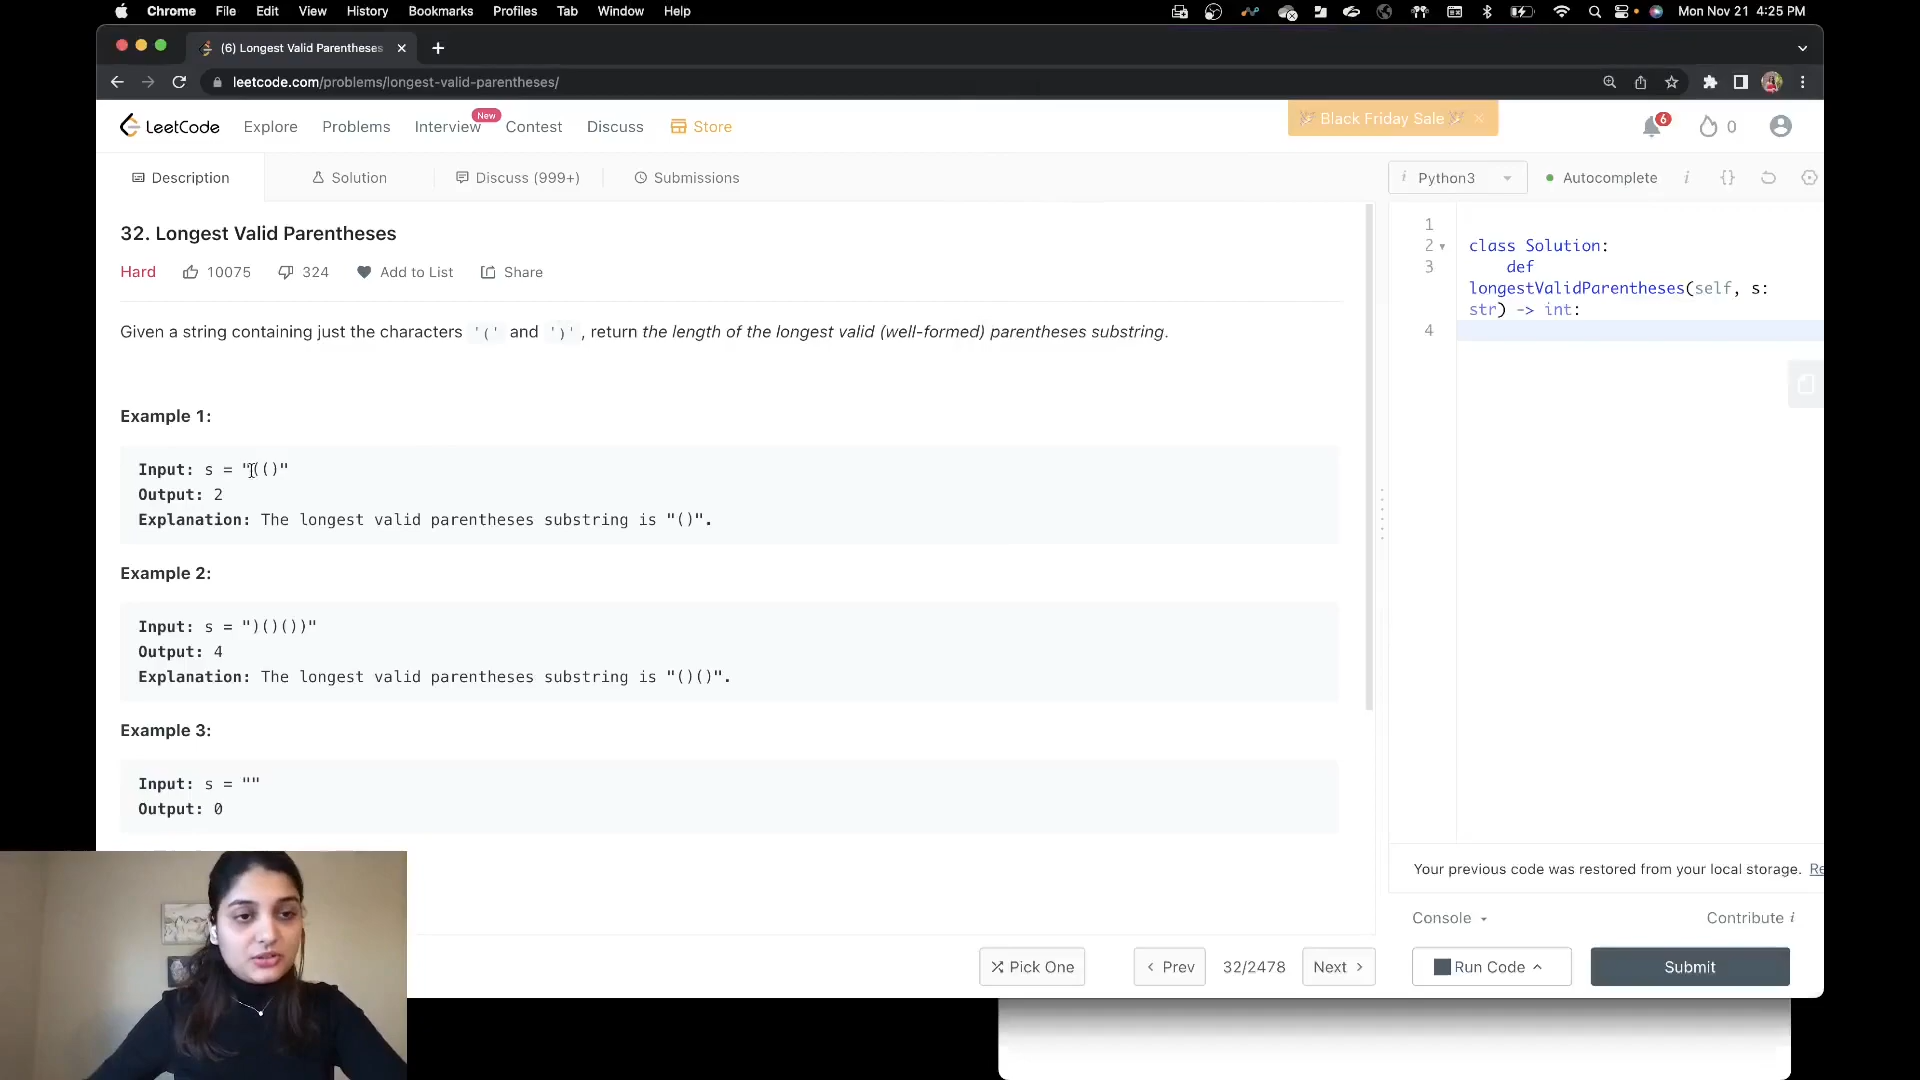 Chrome File Edit View History Bookmarks Profiles Tab Window Help Mon Nov 21 4:25 PM
(6) Longest Valid Parentheses
leetcode.com/problems/longest-valid-parentheses/
LeetCode Explore Problems Interview New Contest Discuss Store Black Friday Sale 6 0
Description Solution Discuss (999+) Submissions
32. Longest Valid Parentheses
Hard 10075 324 Add to List Share
Given a string containing just the characters '(' and ')', return the length of the longest valid (well-formed) parentheses substring.
Example 1:
Input: s = "(()"
Output: 2
Explanation: The longest valid parentheses substring is "()".
Example 2:
Input: s = ")()())"
Output: 4
Explanation: The longest valid parentheses substring is "()()".
Example 3:
Input: s = ""
Output: 0
Pick One Prev 32/2478 Next
i Python3 Autocomplete i {}
1
2 class Solution:
3 def
longestValidParentheses(self, s:
str) -> int:
4
Your previous code was restored from your local storage. Re
Console Contribute i
Run Code Submit